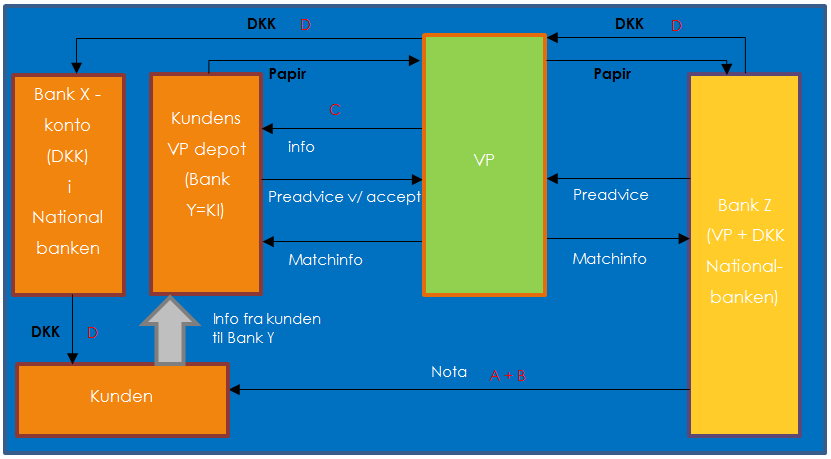 DKK D
DKK D
Papir
Papir
Bank X -
konto
(DKK)
i
National
banken
Kundens
VP depot
(Bank
Y=KI)
C
info
Preadvice v/ accept
Matchinfo
VP
Preadvice
Matchinfo
Bank Z
(VP + DKK
National-
banken)
DKK D
Info fra kunden
til Bank Y
Kunden
Nota A + B